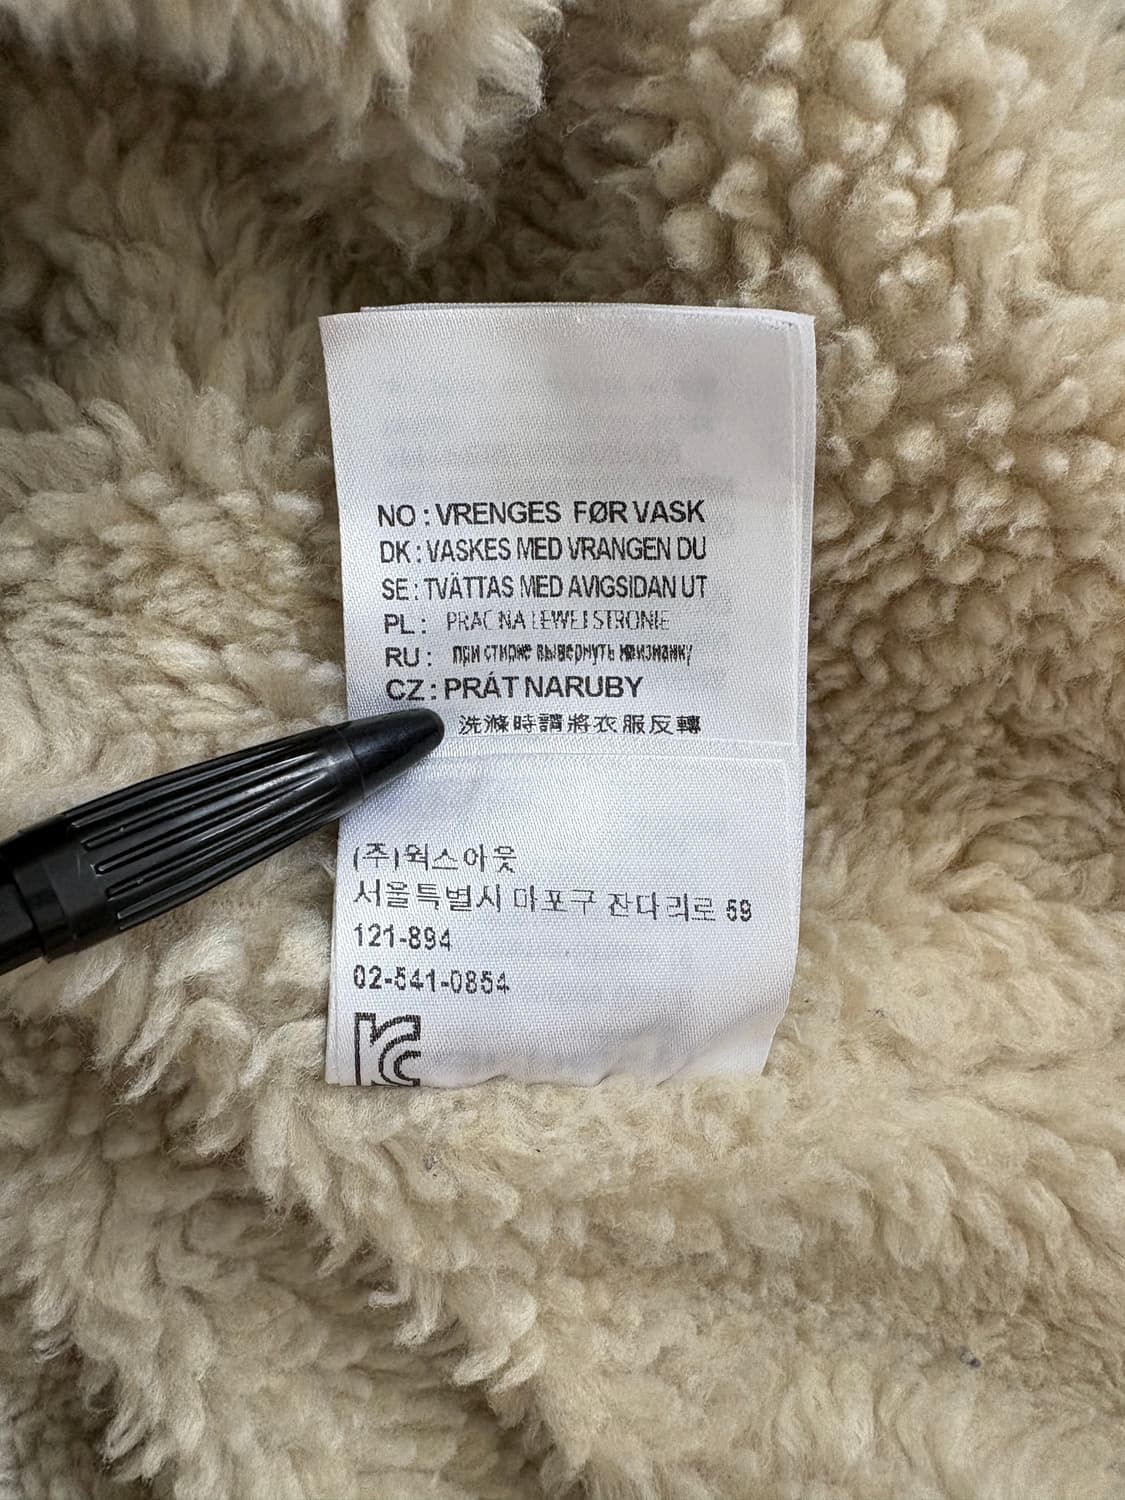 NO : VRENGES FØR VASK
DK : VASKES MED VRANGEN DU
SE : TVÄTTAS MED AVIGSIDAN UT
PL : PRAC NA LEWEJ STRONIE
RU : при стирке вывернуть наизнанку
CZ : PRÁT NARUBY
洗滌時請將衣服反轉
(주)웍스아웃
서울특별시 마포구 잔다리로 59
121-894
02-541-0854